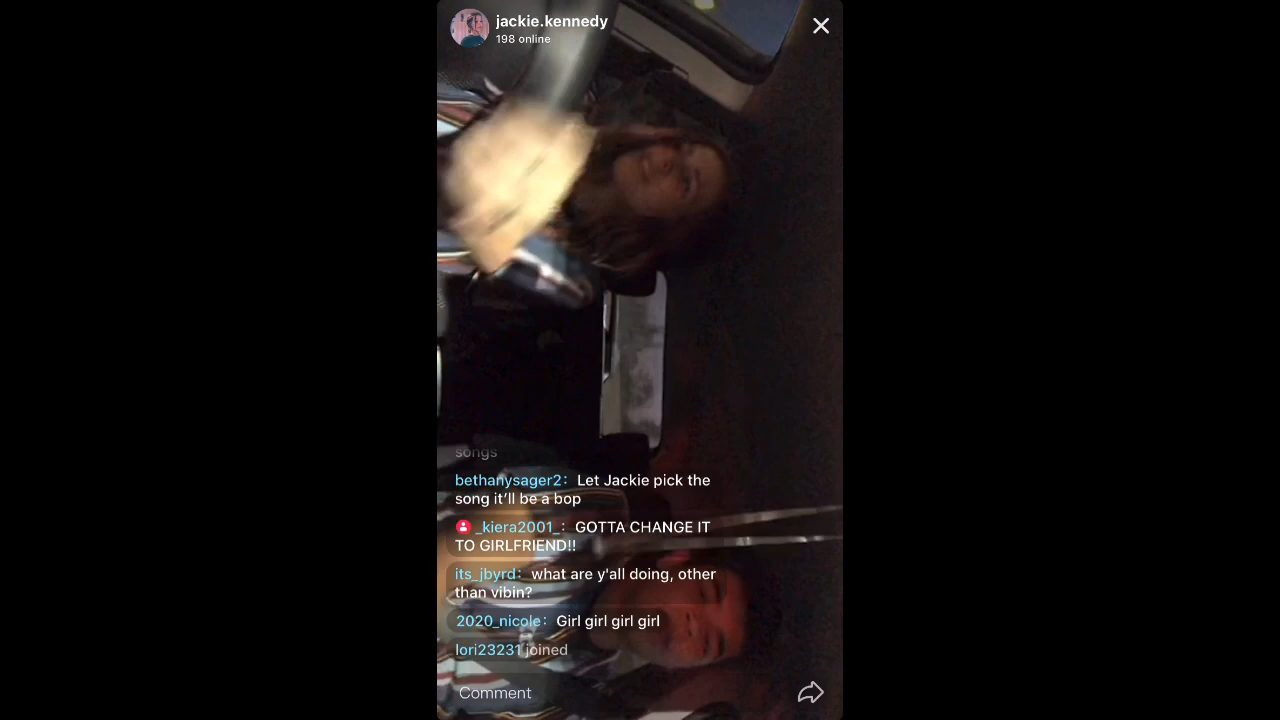 jackie.kennedy
198 online
songs
bethanysager2: Let Jackie pick the
song it’ll be a bop
_kiera2001_: GOTTA CHANGE IT
TO GIRLFRIEND!!
its_jbyrd: what are y'all doing, other
than vibin?
2020_nicole: Girl girl girl girl
lori23231 joined
Comment